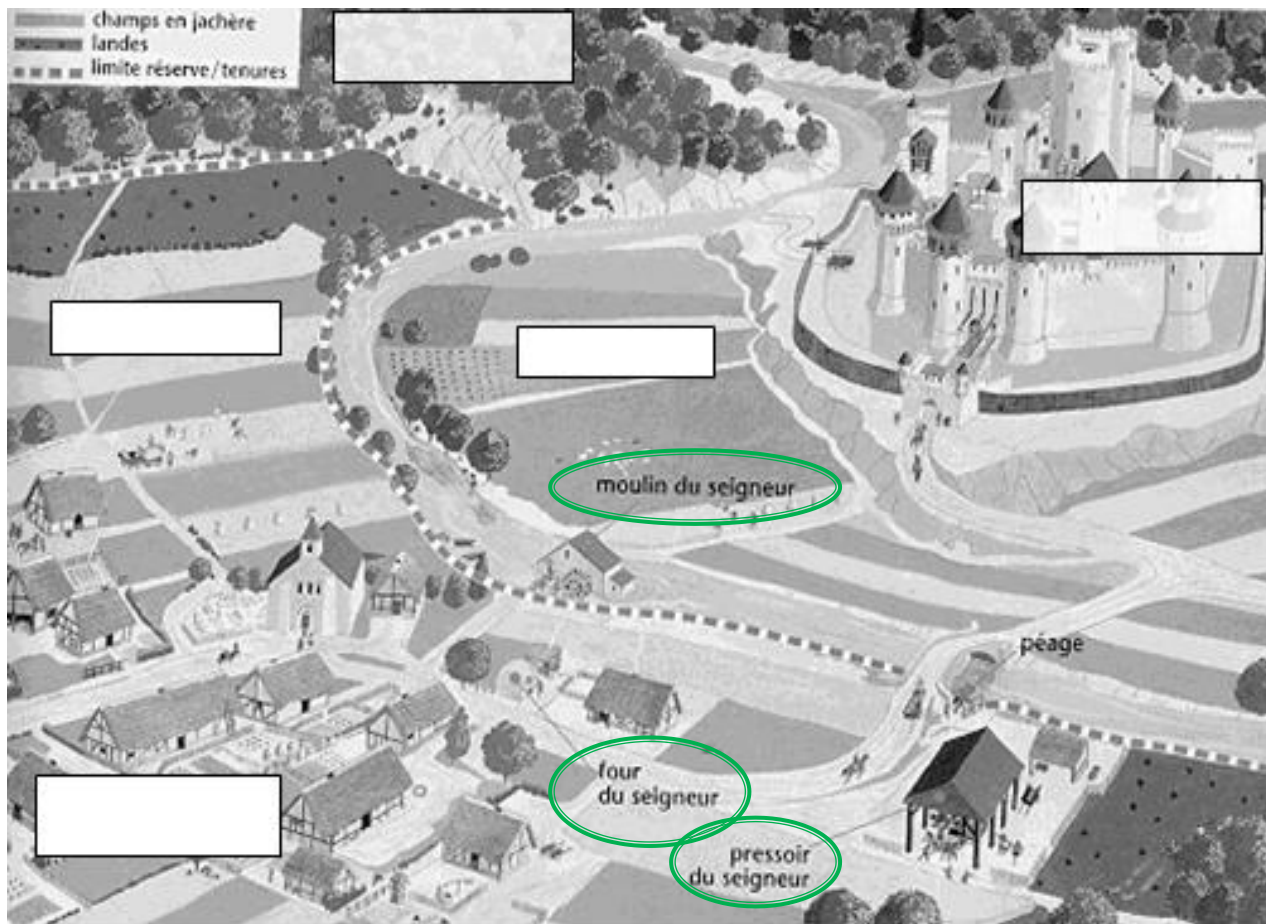 champs en jachère
landes
limite réserve/tenures
moulin du seigneur
péage
four
du seigneur
pressoir
du seigneur